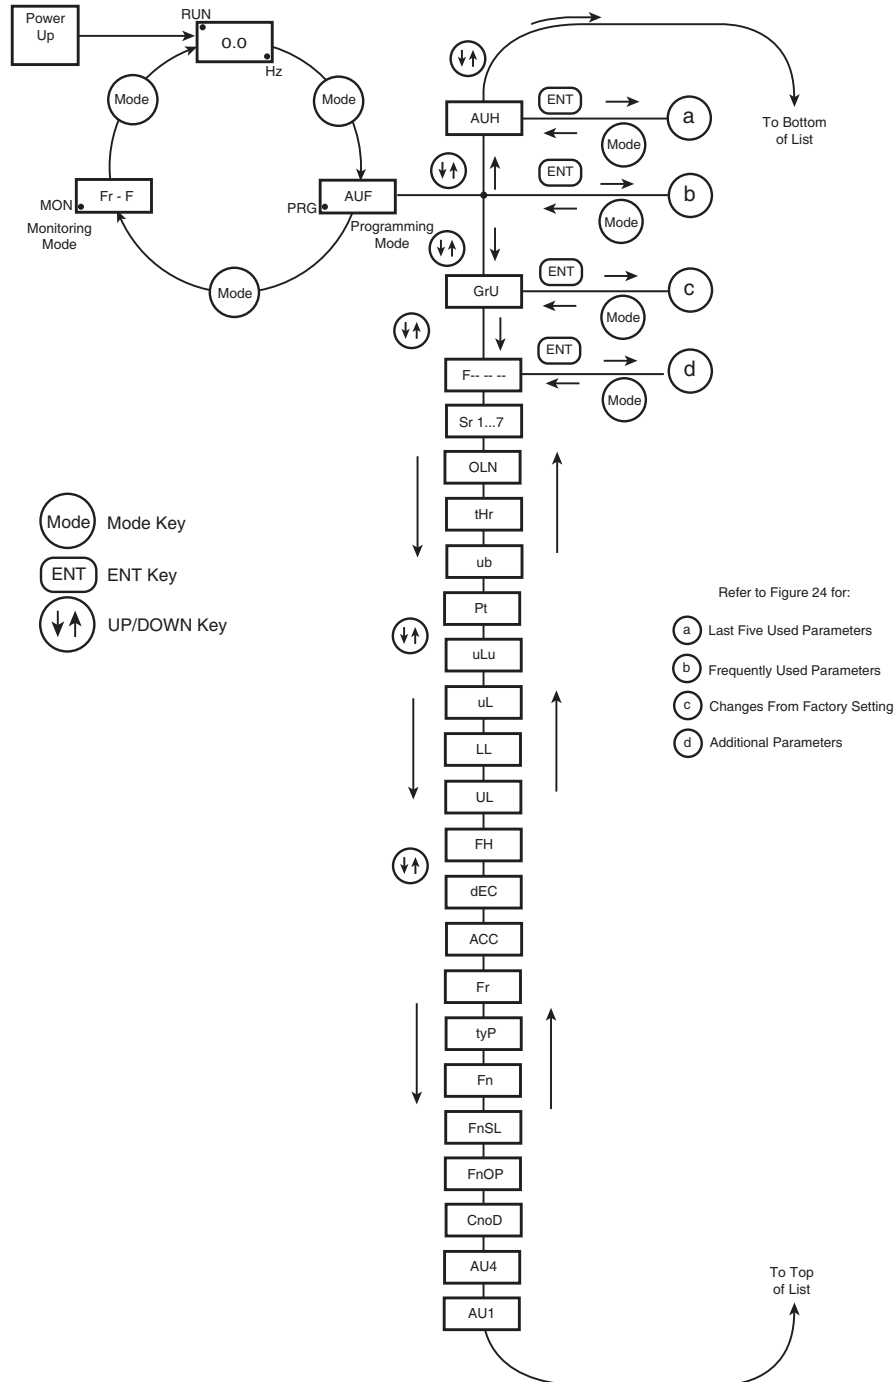 Power
Up
RUN
0.0
Hz
Mode
Mode
MON
Fr - F
Monitoring
Mode
PRG
AUF
Programming
Mode
Mode
AUH
ENT
Mode
a
To Bottom
of List
ENT
Mode
b
GrU
ENT
Mode
c
F-- -- --
ENT
Mode
d
Sr 1...7
OLN
tHr
ub
Pt
uLu
uL
LL
UL
FH
dEC
ACC
Fr
tyP
Fn
FnSL
FnOP
CnoD
AU4
AU1
Mode Mode Key
ENT ENT Key
UP/DOWN Key
Refer to Figure 24 for:
a Last Five Used Parameters
b Frequently Used Parameters
c Changes From Factory Setting
d Additional Parameters
To Top
of List